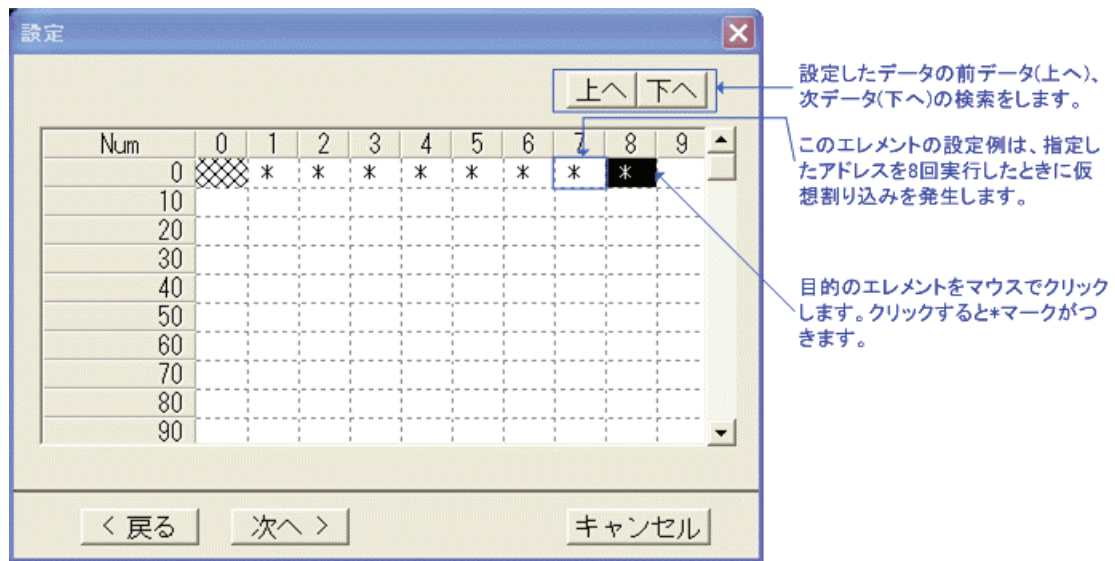 設定
上へ 下へ
設定したデータの前データ(上へ)、
次データ(下へ)の検索をします。
Num 0 1 2 3 4 5 6 7 8 9
0 * * * * * * * *
このエレメントの設定例は、指定し
たアドレスを8回実行したときに仮
想割り込みを発生します。
10
20
30
40
50
60
70
80
90
目的のエレメントをマウスでクリック
します。クリックすると*マークがつ
きます。
< 戻る 次へ > キャンセル